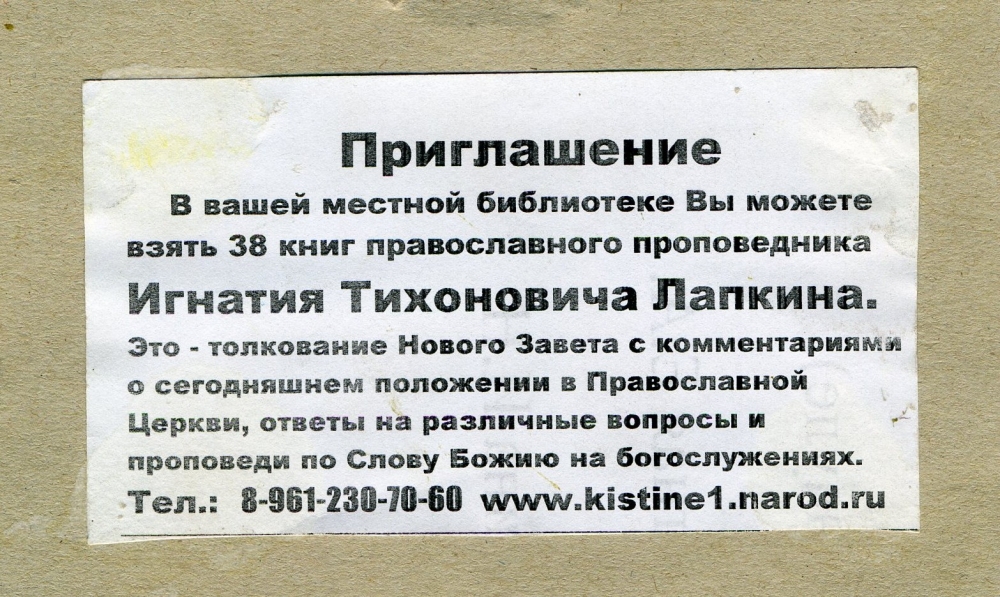 Приглашение
В вашей местной библиотеке Вы можете
взять 38 книг православного проповедника
Игнатия Тихоновича Лапкина.
Это - толкование Нового Завета с комментариями
о сегодняшнем положении в Православной
Церкви, ответы на различные вопросы и
проповеди по Слову Божию на богослужениях.
Тел.: 8-961-230-70-60 www.kistine1.narod.ru